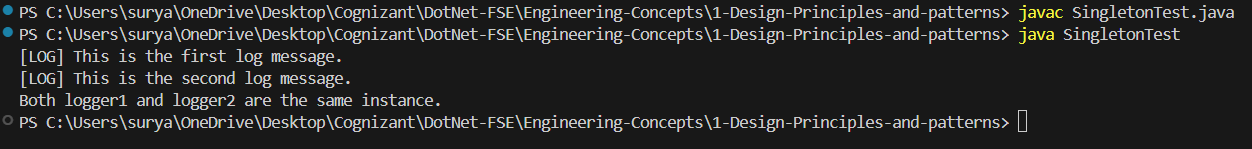 PS C:\Users\surya\OneDrive\Desktop\Cognizant\DotNet-FSE\Engineering-Concepts\1-Design-Principles-and-patterns> javac SingletonTest.java
PS C:\Users\surya\OneDrive\Desktop\Cognizant\DotNet-FSE\Engineering-Concepts\1-Design-Principles-and-patterns> java SingletonTest
[LOG] This is the first log message.
[LOG] This is the second log message.
Both logger1 and logger2 are the same instance.
PS C:\Users\surya\OneDrive\Desktop\Cognizant\DotNet-FSE\Engineering-Concepts\1-Design-Principles-and-patterns>